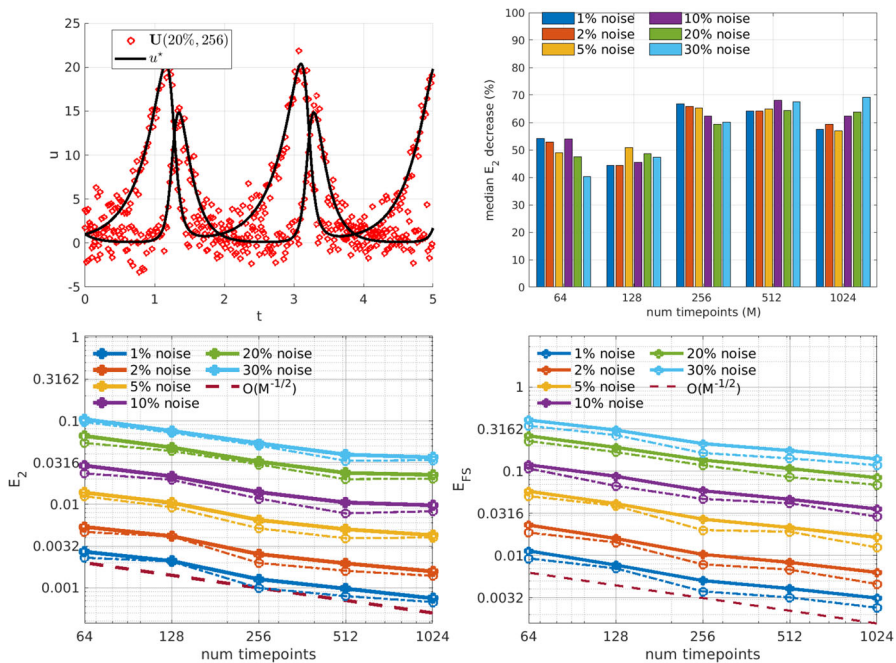 U(20%, 256)
u*
25
20
15
10
5
0
-5
u
0
1
2
3
4
5
t
1% noise
2% noise
5% noise
10% noise
20% noise
30% noise
100
90
80
70
60
50
40
30
20
10
0
median E2 decrease (%)
64
128
256
512
1024
num timepoints (M)
1% noise
2% noise
5% noise
10% noise
20% noise
30% noise
O(M-1/2)
1
0.3162
0.1
0.0316
0.01
0.0032
0.001
E2
64
128
256
512
1024
num timepoints
1% noise
2% noise
5% noise
10% noise
20% noise
30% noise
O(M-1/2)
1
0.3162
0.1
0.0316
0.01
0.0032
EFS
64
128
256
512
1024
num timepoints